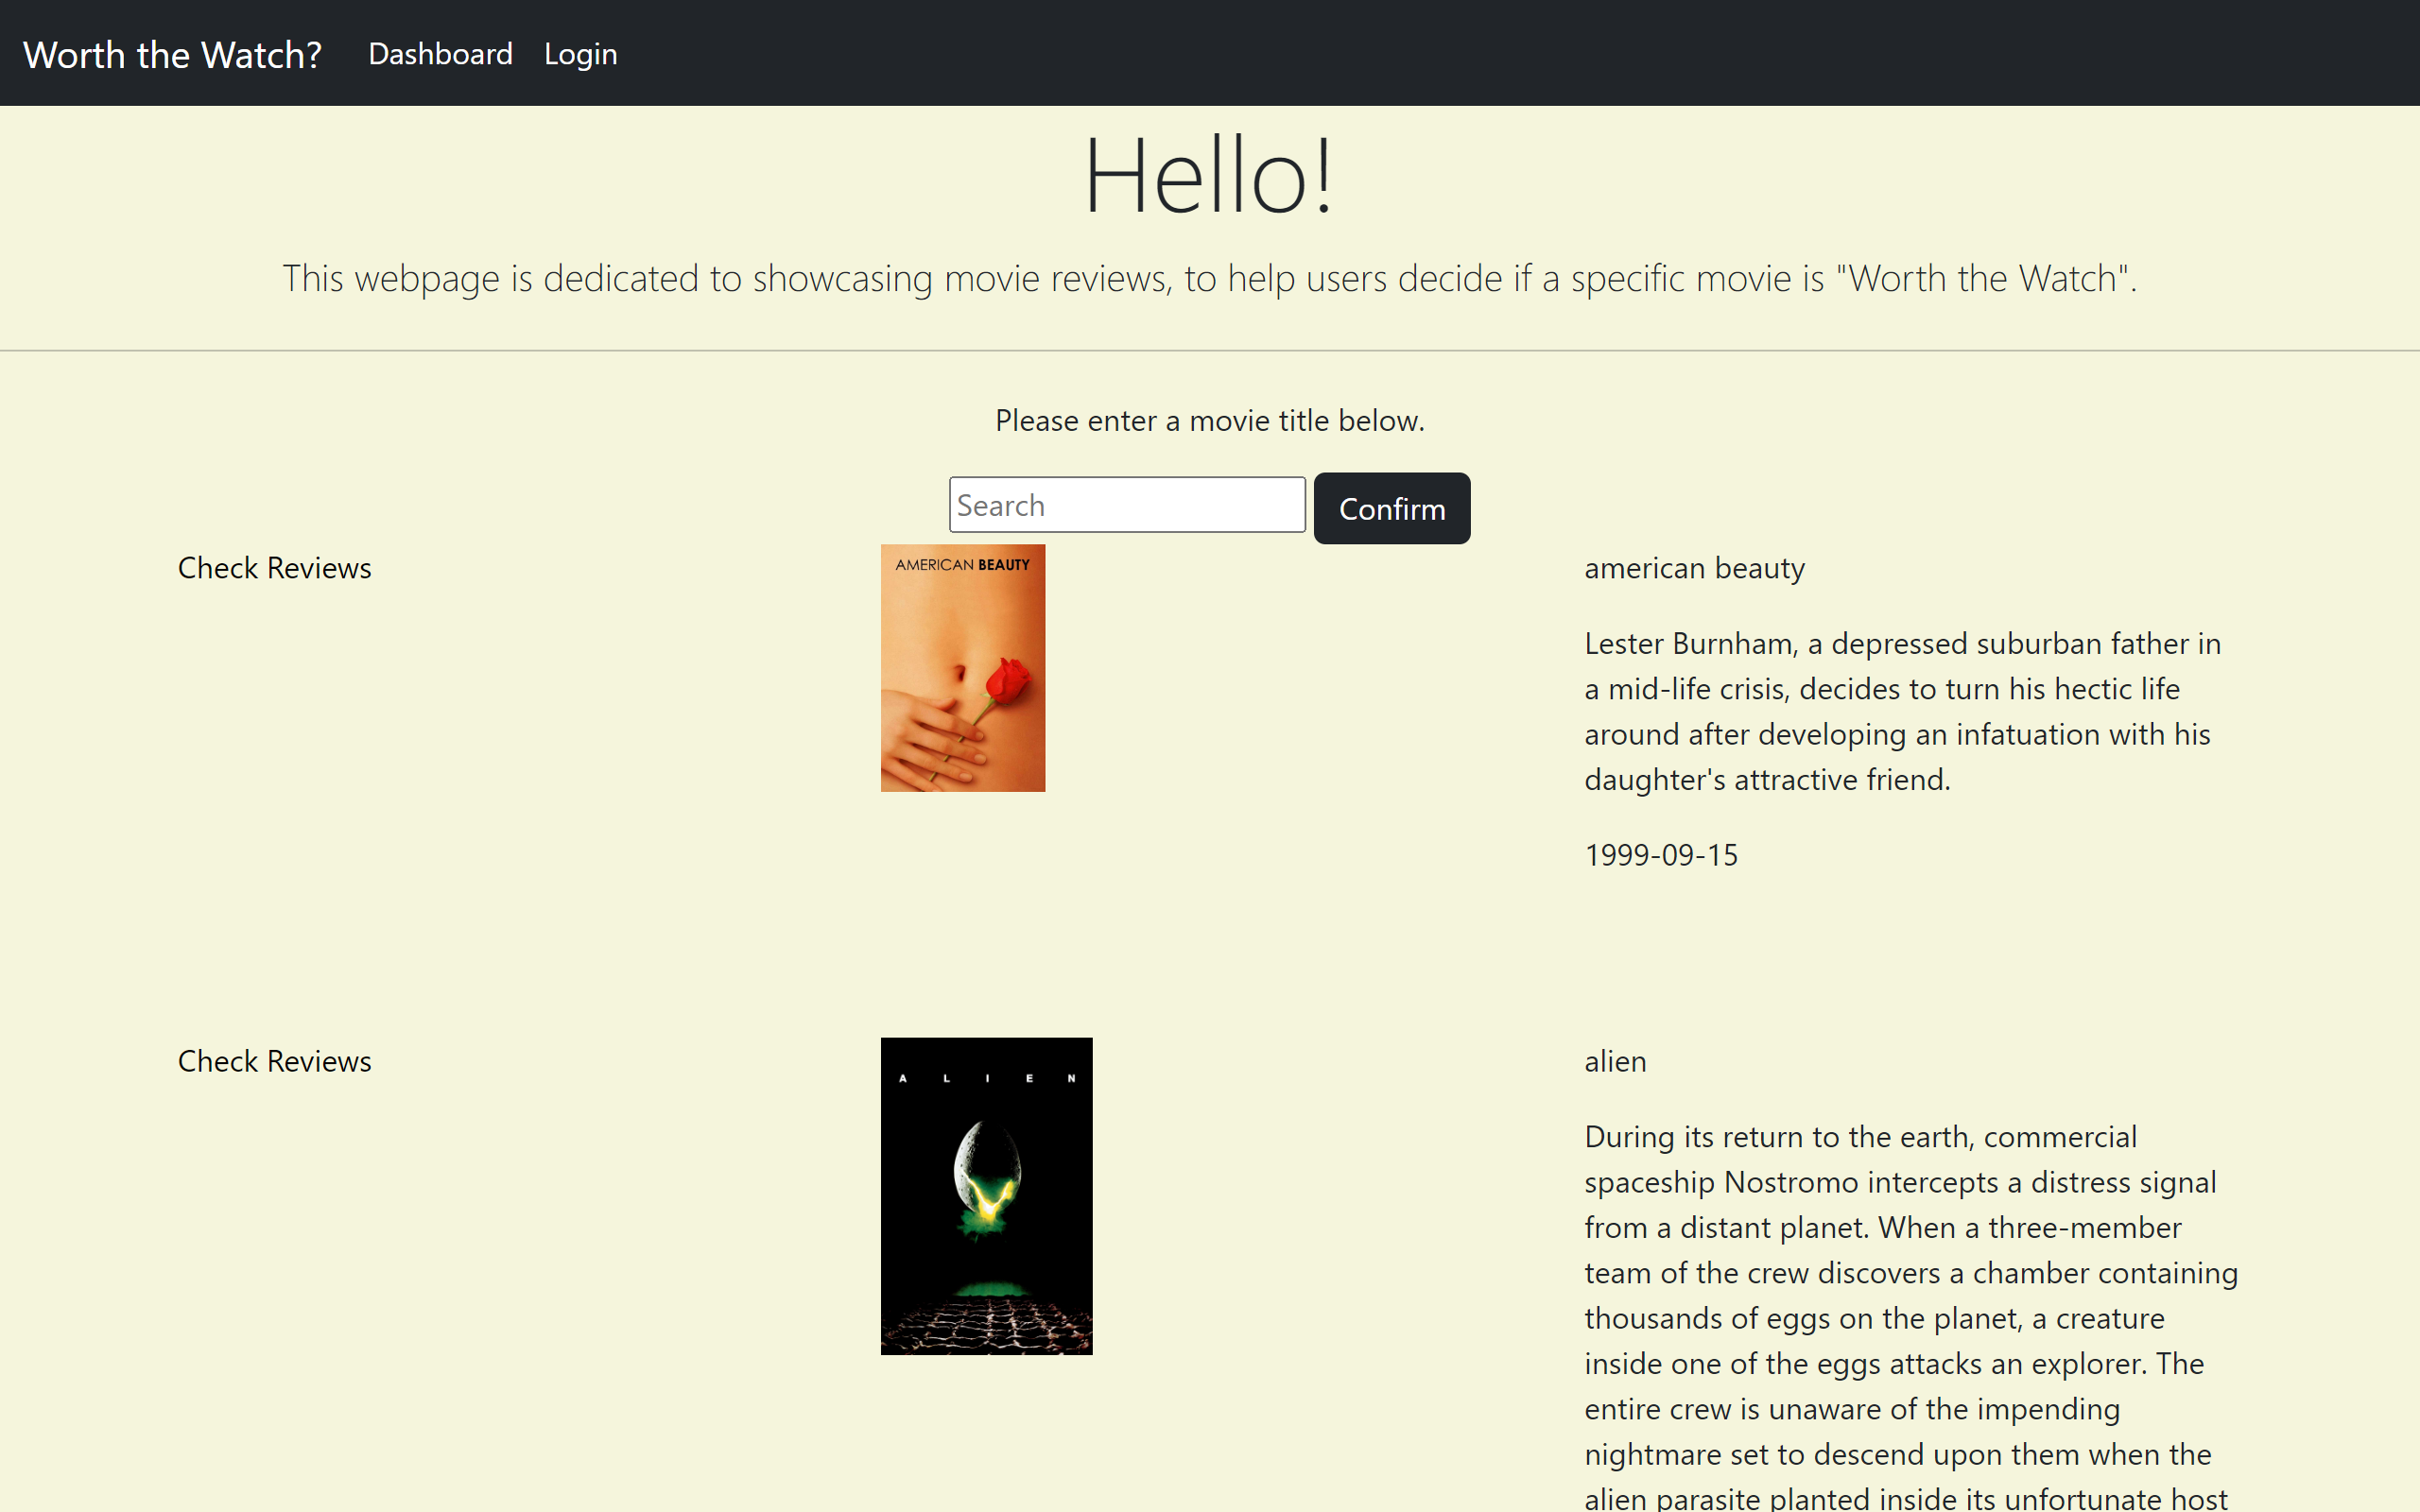 Worth the Watch? Dashboard Login
Hello!
This webpage is dedicated to showcasing movie reviews, to help users decide if a specific movie is "Worth the Watch".
Please enter a movie title below.
Search Confirm
Check Reviews
AMERICAN BEAUTY
american beauty
Lester Burnham, a depressed suburban father in
a mid-life crisis, decides to turn his hectic life
around after developing an infatuation with his
daughter's attractive friend.
1999-09-15
Check Reviews
ALIEN
alien
During its return to the earth, commercial
spaceship Nostromo intercepts a distress signal
from a distant planet. When a three-member
team of the crew discovers a chamber containing
thousands of eggs on the planet, a creature
inside one of the eggs attacks an explorer. The
entire crew is unaware of the impending
nightmare set to descend upon them when the
alien parasite planted inside its unfortunate host